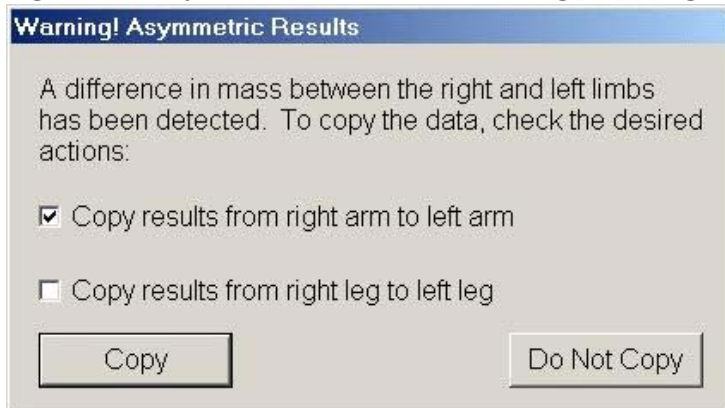 Warning! Asymmetric Results
A difference in mass between the right and left limbs
has been detected. To copy the data, check the desired
actions:
Copy results from right arm to left arm
Copy results from right leg to left leg
Copy
Do Not Copy